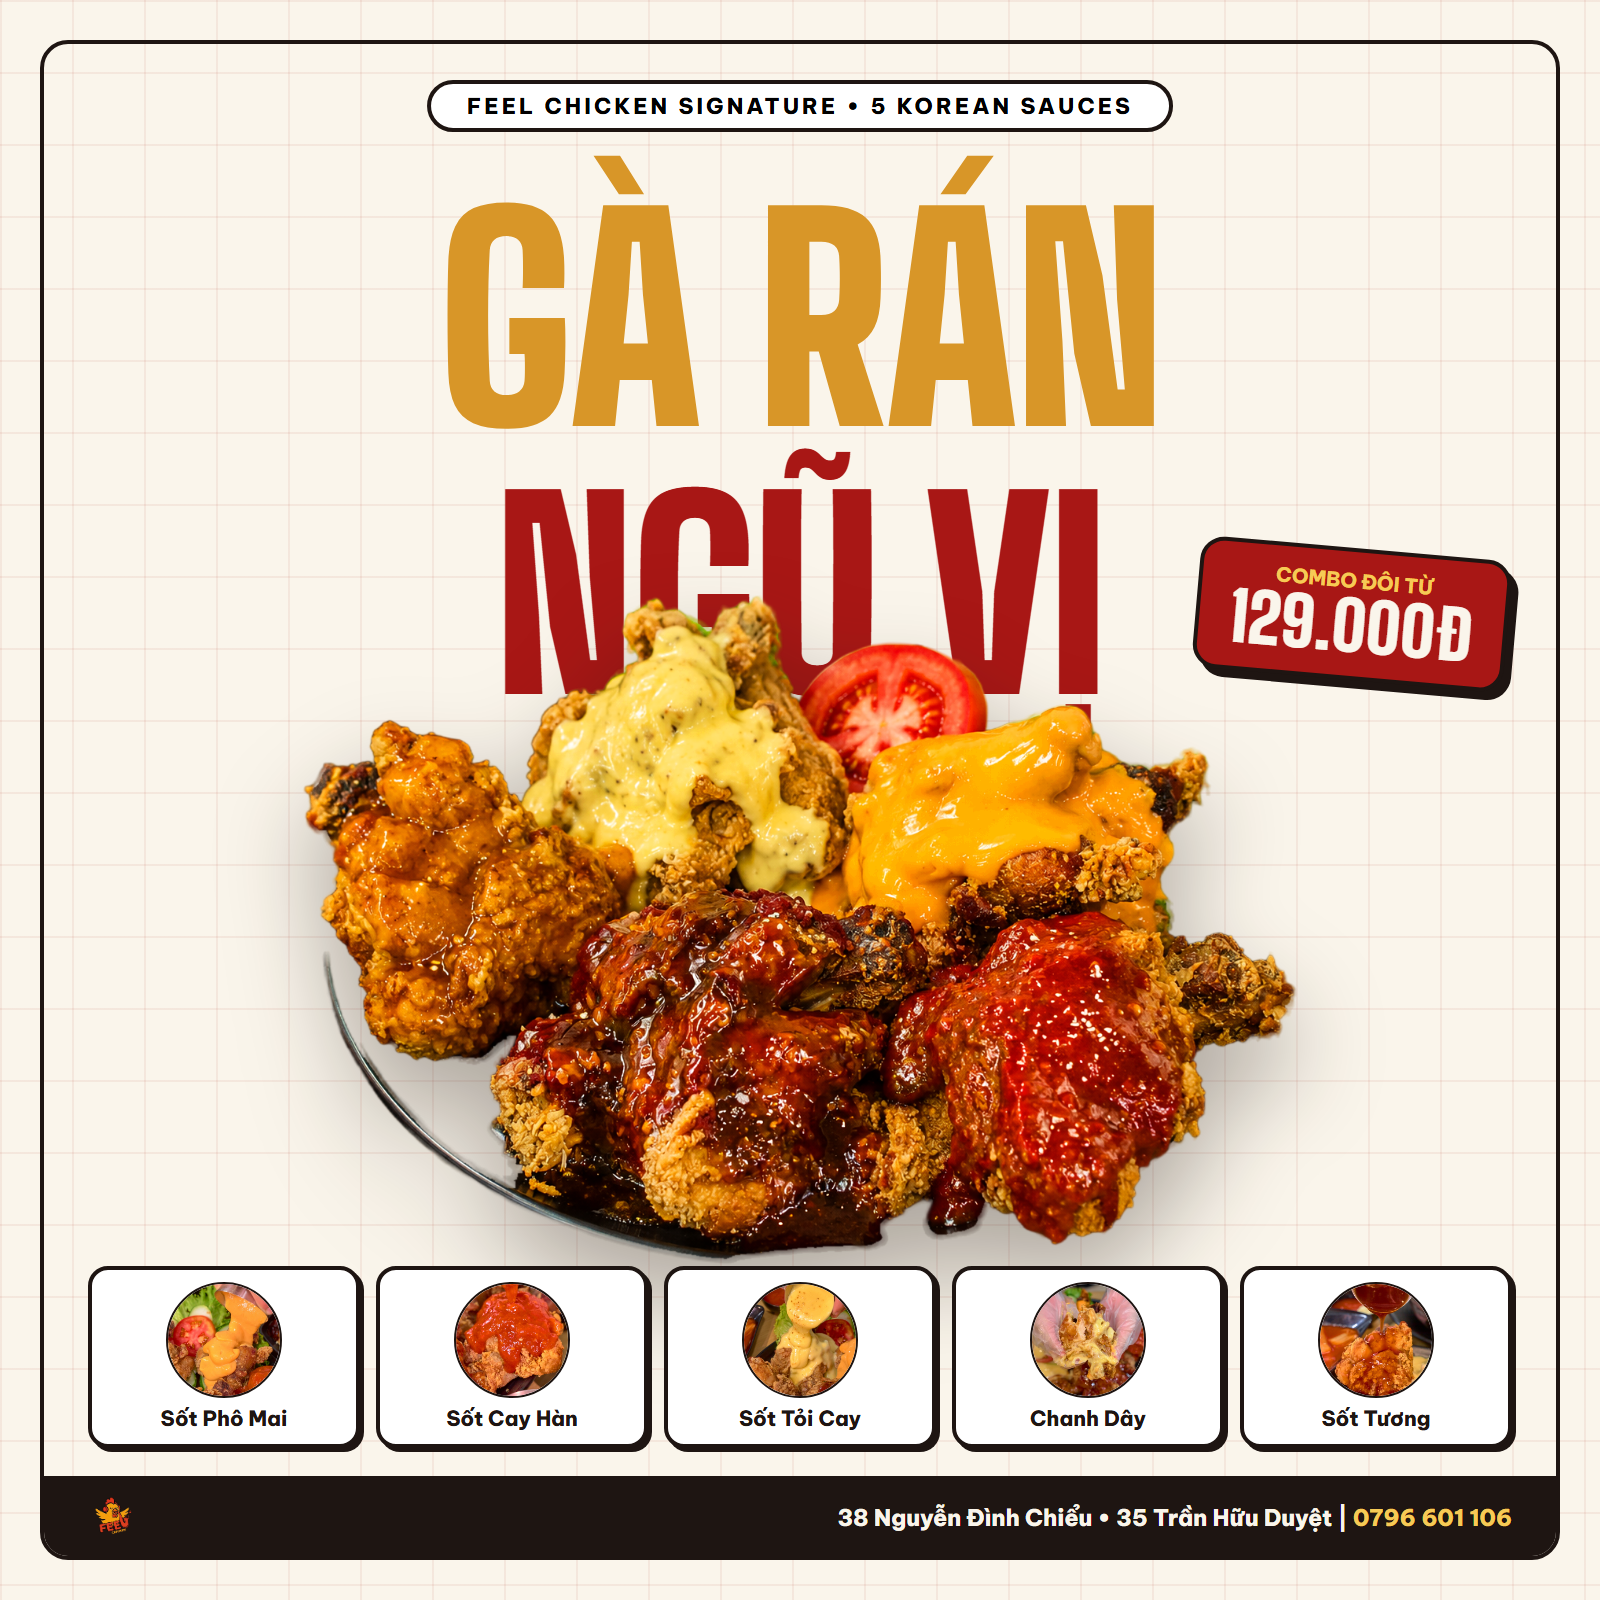 FEEL CHICKEN SIGNATURE • 5 KOREAN SAUCES
GÀ RÁN
NGŨ VỊ
COMBO ĐÔI TỪ
129.000Đ
Sốt Phô Mai
Sốt Cay Hàn
Sốt Tỏi Cay
Chanh Dây
Sốt Tương
FEEL
38 Nguyễn Đình Chiểu • 35 Trần Hữu Duyệt | 0796 601 106